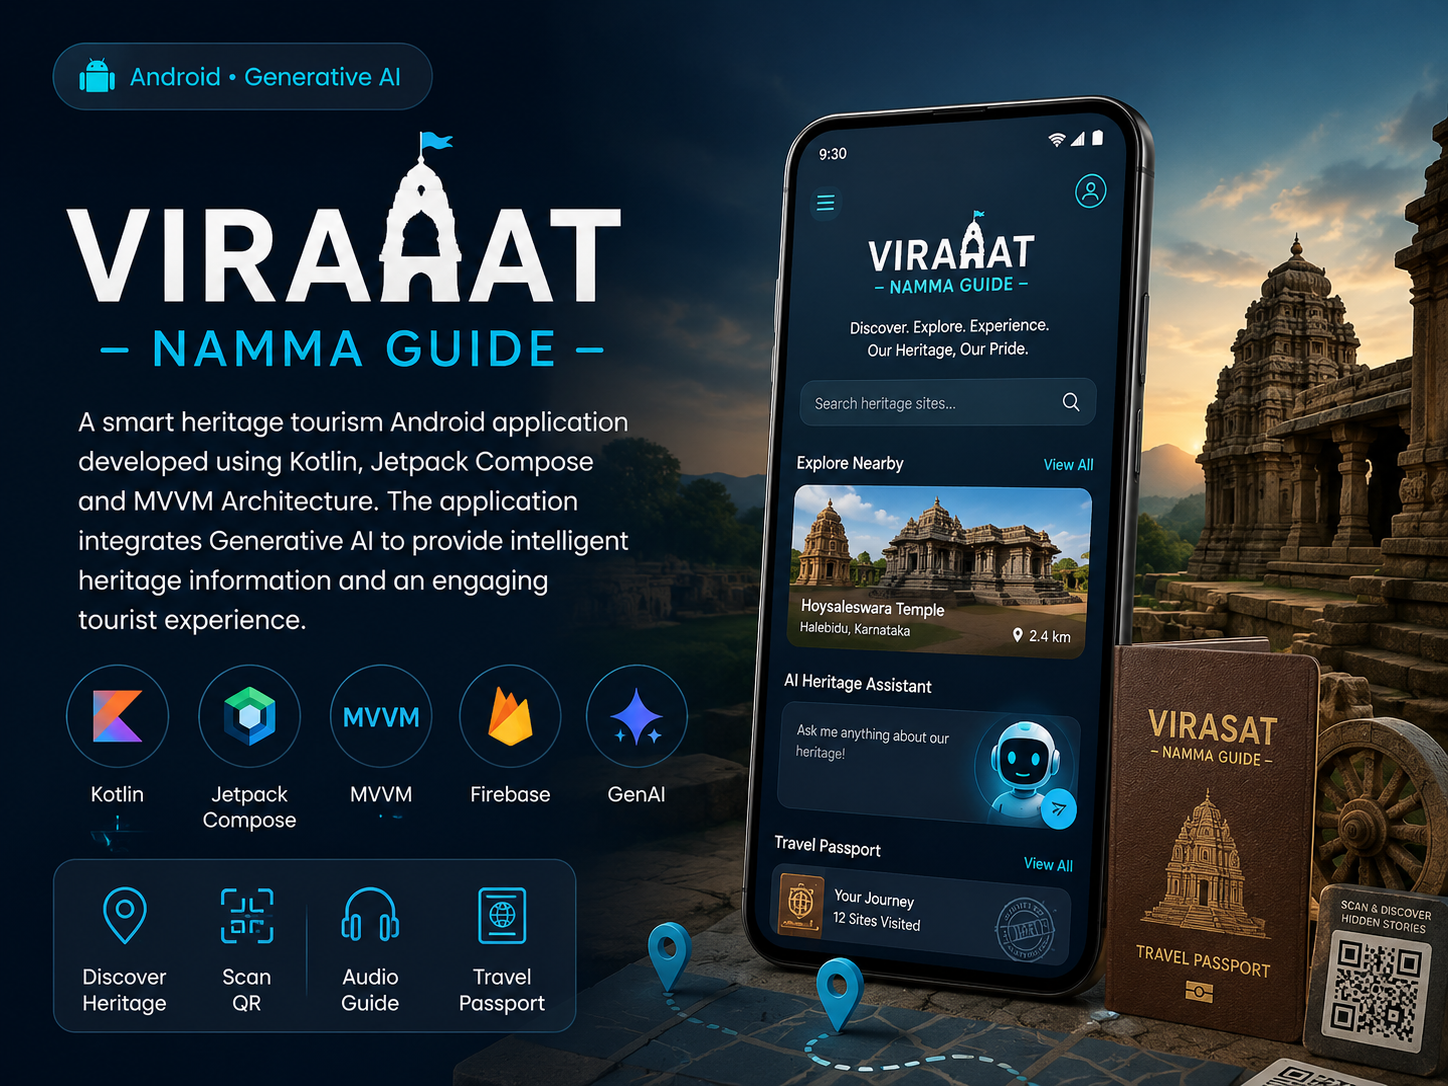 Android • Generative AI
VIRAAAT
– NAMMA GUIDE –
A smart heritage tourism Android application
developed using Kotlin, Jetpack Compose
and MVVM Architecture. The application
integrates Generative AI to provide intelligent
heritage information and an engaging
tourist experience.
MVVM
Kotlin
Jetpack
Compose
MVVM
Firebase
GenAI
Discover
Heritage
Scan
QR
Audio
Guide
Travel
Passport
9:30
VIRAAAT
– NAMMA GUIDE –
Discover. Explore. Experience.
Our Heritage, Our Pride.
Search heritage sites...
Explore Nearby
View All
Hoysaleswara Temple
Halebidu, Karnataka
2.4 km
AI Heritage Assistant
Ask me anything about our
heritage!
Travel Passport
View All
Your Journey
12 Sites Visited
VIRASAT
– NAMMA GUIDE –
TRAVEL PASSPORT
SCAN & DISCOVER
HIDDEN STORIES